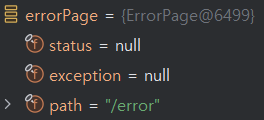 errorPage = {ErrorPage@6499}
f status = null
f exception = null
f path = "/error"